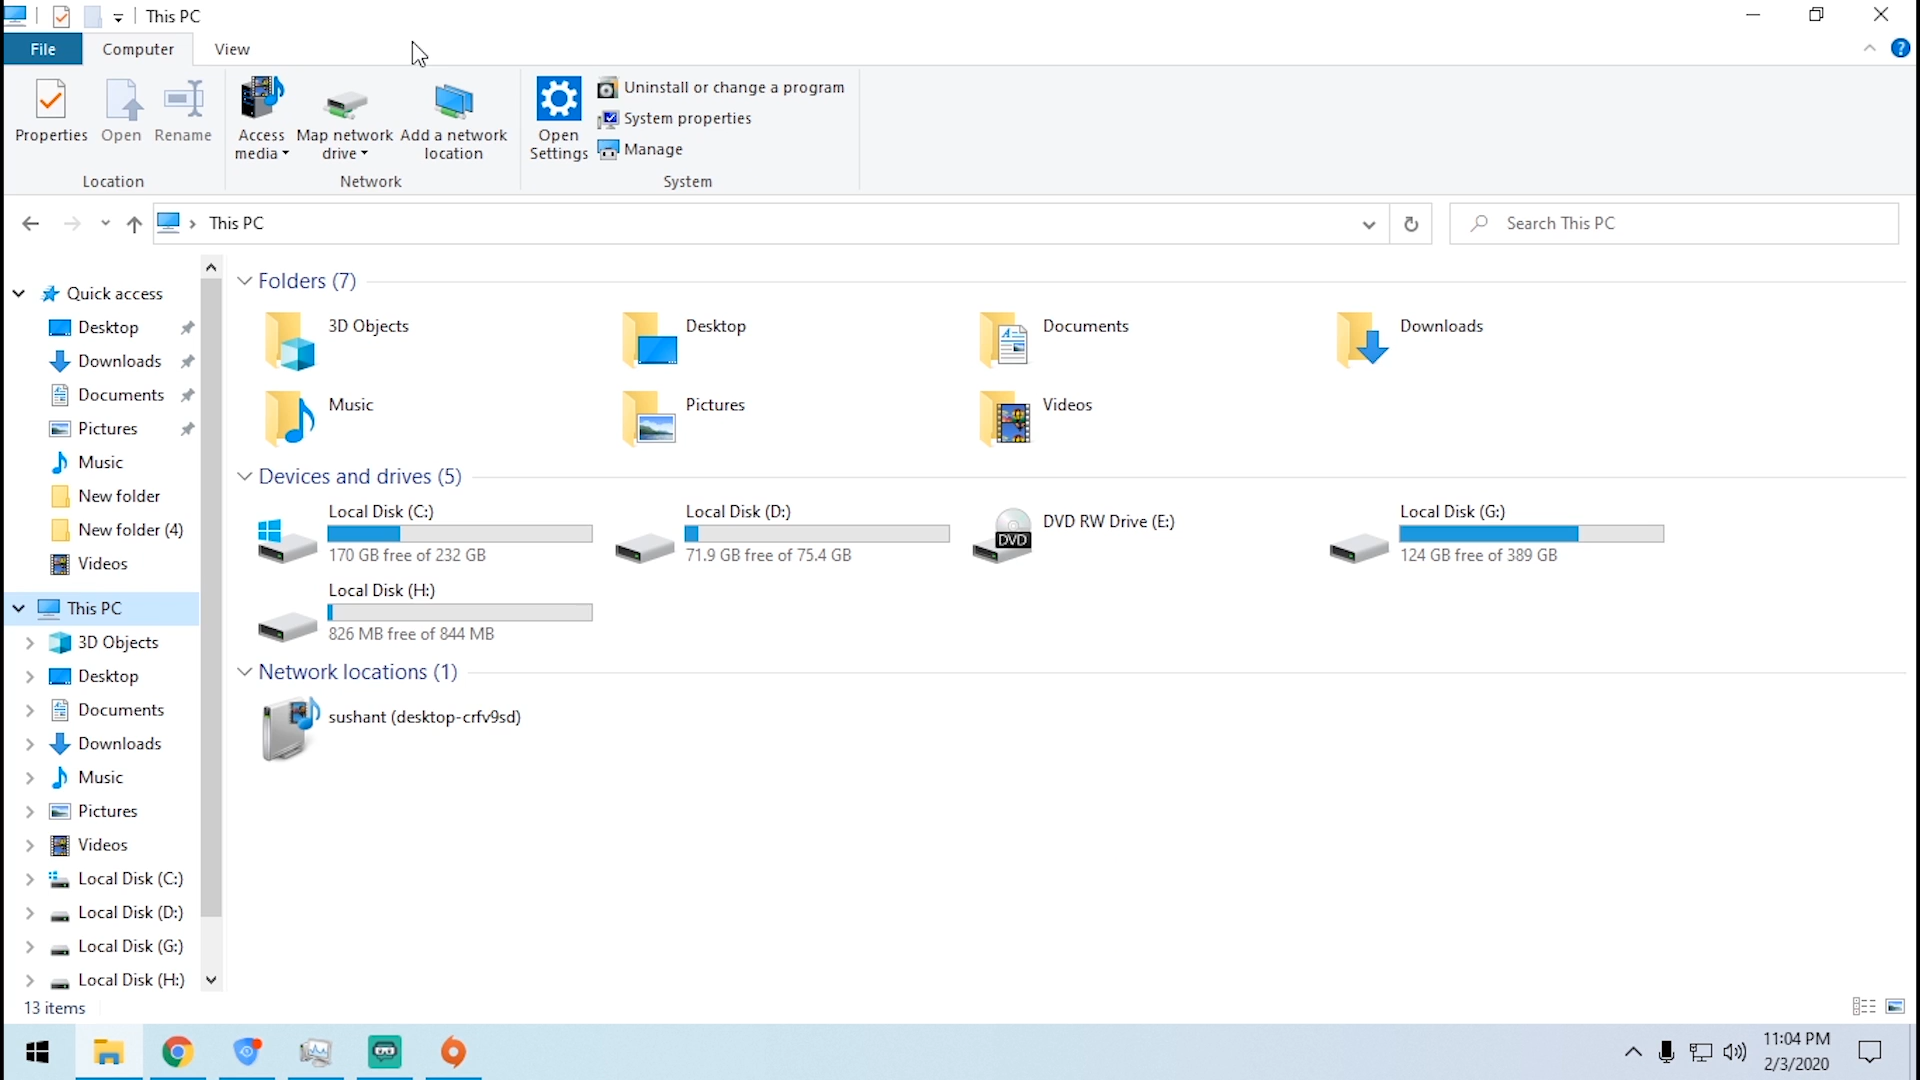 This PC
File
Computer
View
Properties
Open
Rename
Location
Access
media
Map network
drive
Add a network
location
Network
Open
Settings
Uninstall or change a program
System properties
Manage
System
This PC
Search This PC
Quick access
Desktop
Downloads
Documents
Pictures
Music
New folder
New folder (4)
Videos
This PC
3D Objects
Desktop
Documents
Downloads
Music
Pictures
Videos
Local Disk (C:)
Local Disk (D:)
Local Disk (G:)
Local Disk (H:)
Folders (7)
3D Objects
Desktop
Documents
Downloads
Music
Pictures
Videos
Devices and drives (5)
Local Disk (C:)
170 GB free of 232 GB
Local Disk (D:)
71.9 GB free of 75.4 GB
DVD RW Drive (E:)
DVD
Local Disk (G:)
124 GB free of 389 GB
Local Disk (H:)
826 MB free of 844 MB
Network locations (1)
sushant (desktop-crfv9sd)
13 items
11:04 PM
2/3/2020